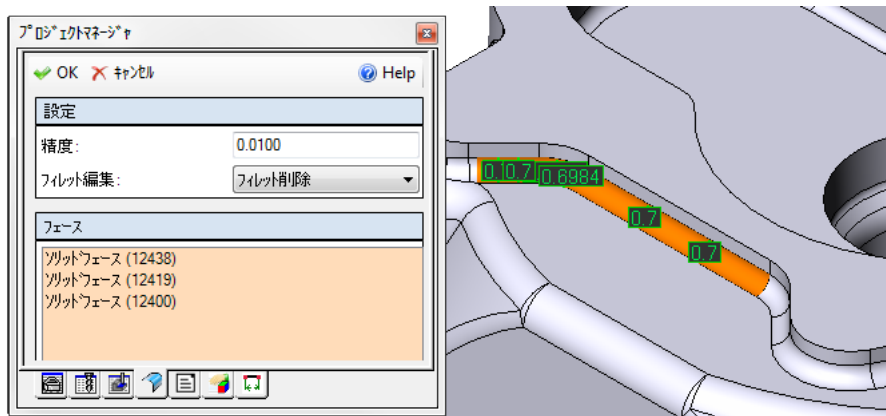 プロジェクトマネージャ
OK キャンセル Help
設定
精度: 0.0100
フィレット編集: フィレット削除
フェース
ソリッドフェース (12438)
ソリッドフェース (12419)
ソリッドフェース (12400)
0.7 0.6984
0.7
0.7